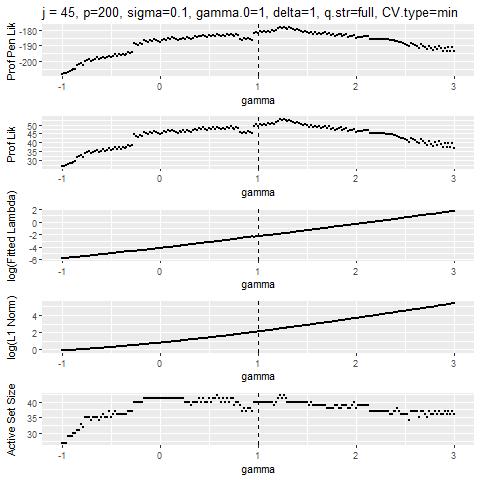 j = 45, p=200, sigma=0.1, gamma.0=1, delta=1, q.str=full, CV.type=min
Prof Pen Lik
-180
-190
-200
-1 0 1 2 3
gamma
Prof Lik
50
45
40
35
30
-1 0 1 2 3
gamma
log(Fitted Lambda)
2
0
-2
-4
-6
-1 0 1 2 3
gamma
log(L1 Norm)
4
2
0
-1 0 1 2 3
gamma
Active Set Size
40
35
30
-1 0 1 2 3
gamma